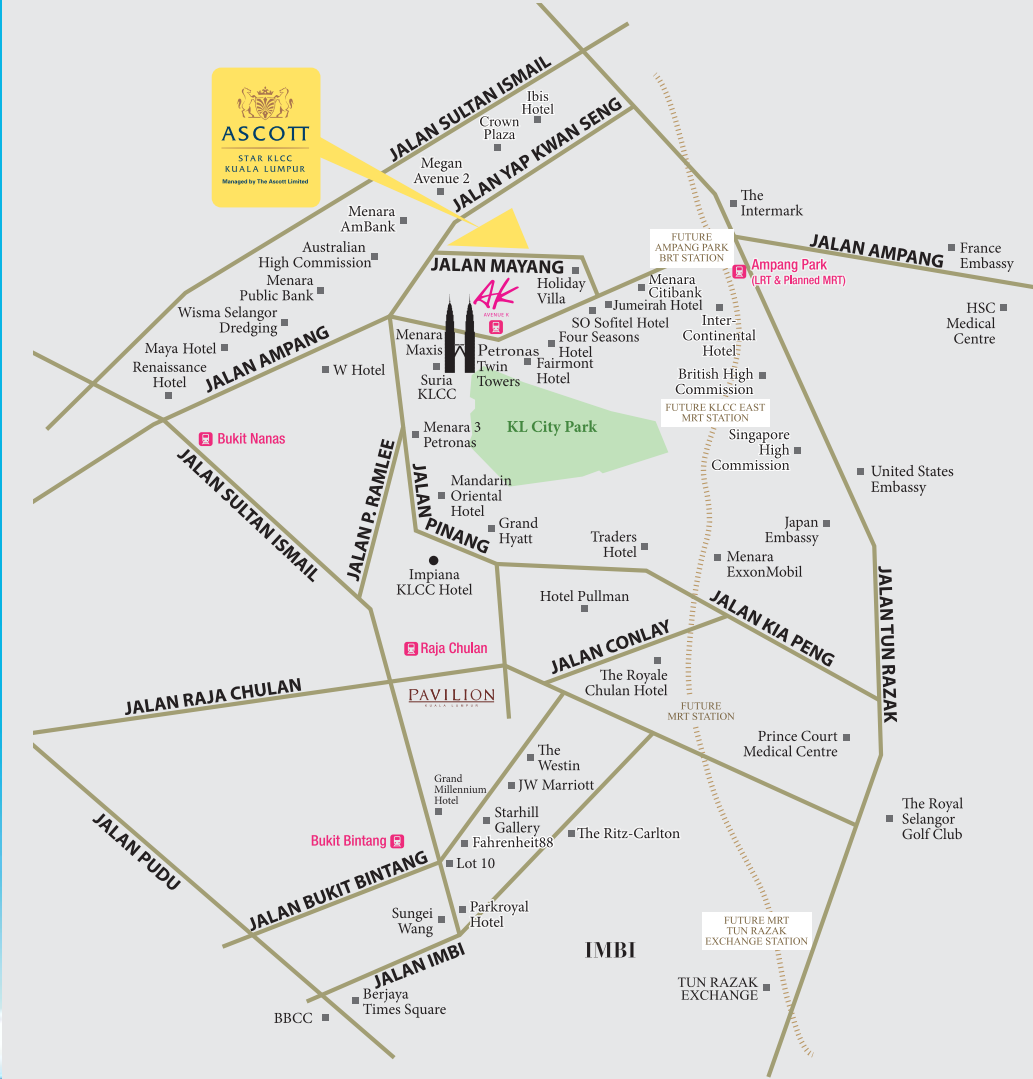 ASCOTT
STAR KLCC
KUALA LUMPUR
Managed by The Ascott Limited
JALAN SULTAN ISMAIL
Ibis
Hotel
Crown
Plaza
JALAN YAP KWAN SENG
Megan
Avenue 2
Menara
AmBank
Australian
High Commission
Menara
Public Bank
Wisma Selangor
Dredging
Maya Hotel
Renaissance
Hotel
JALAN AMPANG
W Hotel
JALAN MAYANG
Holiday
Villa
AK
AVENUE K
The
Intermark
FUTURE
AMPANG PARK
BRT STATION
Ampang Park
(LRT & Planned MRT)
JALAN AMPANG
France
Embassy
HSC
Medical
Centre
Menara
Citibank
Jumeirah Hotel
SO Sofitel Hotel
Four Seasons
Hotel
Fairmont
Hotel
Inter-
Continental
Hotel
British High
Commission
Menara
Maxis
Petronas
Twin
Towers
Suria
KLCC
KL City Park
FUTURE KLCC EAST
MRT STATION
Singapore
High
Commission
United States
Embassy
Bukit Nanas
Menara 3
Petronas
JALAN SULTAN ISMAIL
JALAN P. RAMLEE
JALAN PINANG
Mandarin
Oriental
Hotel
Grand
Hyatt
Traders
Hotel
Japan
Embassy
Menara
ExxonMobil
Impiana
KLCC Hotel
Hotel Pullman
JALAN KIA PENG
JALAN TUN RAZAK
JALAN CONLAY
Raja Chulan
The Royale
Chulan Hotel
JALAN RAJA CHULAN
PAVILION
KUALA LUMPUR
FUTURE
MRT STATION
Prince Court
Medical Centre
The
Westin
JW Marriott
Grand
Millennium
Hotel
Starhill
Gallery
Fahrenheit88
The Ritz-Carlton
The Royal
Selangor
Golf Club
JALAN PUDU
Bukit Bintang
Lot 10
JALAN BUKIT BINTANG
Sungei
Wang
Parkroyal
Hotel
JALAN IMBI
IMBI
FUTURE MRT
TUN RAZAK
EXCHANGE STATION
TUN RAZAK
EXCHANGE
Berjaya
Times Square
BBCC